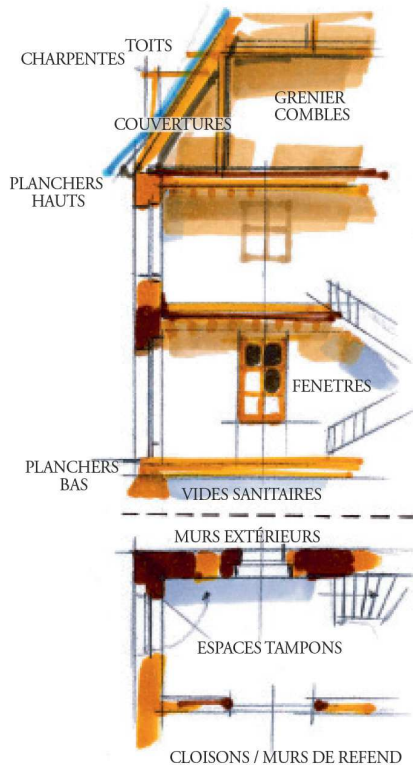 TOITS
CHARPENTES
GRENIER
COMBLES
COUVERTURES
PLANCHERS
HAUTS
FENETRES
PLANCHERS
BAS
VIDES SANITAIRES
MURS EXTÉRIEURS
ESPACES TAMPONS
CLOISONS / MURS DE REFEND